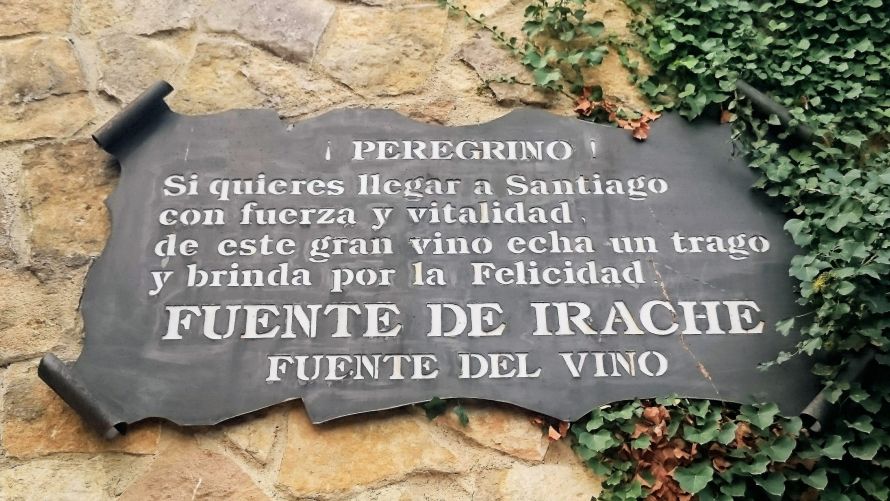 ¡ PEREGRINO !
Si quieres llegar a Santiago
con fuerza y vitalidad,
de este gran vino echa un trago
y brinda por la Felicidad.
FUENTE DE IRACHE
FUENTE DEL VINO